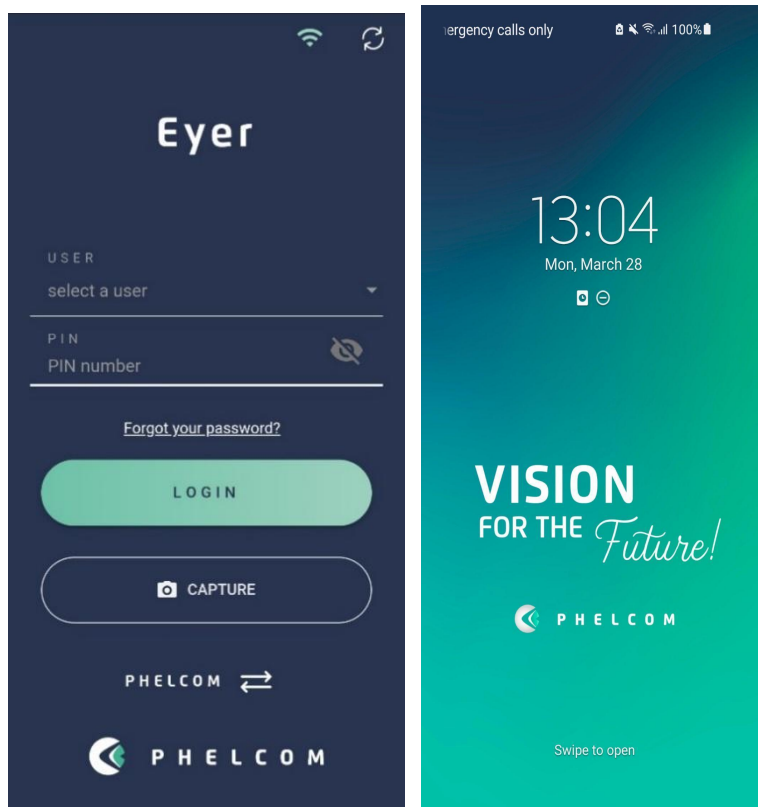 Eyer
USER
select a user
PIN
PIN number
Forgot your password?
LOGIN
CAPTURE
PHELCOM
PHELCOM
ergency calls only 100%
13:04
Mon, March 28
VISION
FOR THE Future!
PHELCOM
Swipe to open